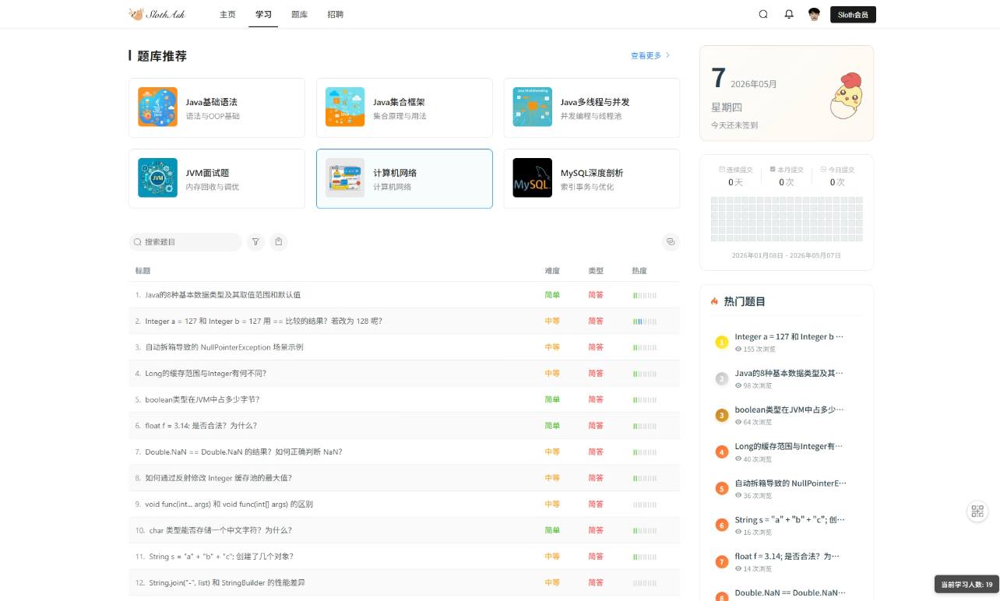 Sloth Ash
主页
学习
题库
招聘
Sloth会员
题库推荐
查看更多
Java基础语法
语法与OOP基础
Java集合框架
集合原理与用法
Java多线程与并发
并发编程与线程池
JVM
JVM面试题
内存回收与调优
计算机网络
计算机网络
MySQL
MySQL深度剖析
索引事务与优化
搜索题目
标题 难度 类型 热度
1. Java的8种基本数据类型及其取值范围和默认值 简单 简答
2. Integer a = 127 和 Integer b = 127 用 == 比较的结果？若改为 128 呢？ 中等 简答
3. 自动拆箱导致的 NullPointerException 场景示例 中等 简答
4. Long的缓存范围与Integer有何不同？ 中等 简答
5. boolean类型在JVM中占多少字节？ 简单 简答
6. float f = 3.14; 是否合法？为什么？ 简单 简答
7. Double.NaN == Double.NaN 的结果？如何正确判断 NaN？ 中等 简答
8. 如何通过反射修改 Integer 缓存池的最大值？ 中等 简答
9. void func(int... args) 和 void func(int[] args) 的区别 中等 简答
10. char 是否能否存储一个中文字符？为什么？ 简单 简答
11. String s = "a" + "b" + "c"; 创建了几个对象？ 中等 简答
12. String.join("-", list) 和 StringBuilder 的性能差异 中等 简答
7 2026年05月
星期四
今天还未签到
连续提交 本月提交 今日提交
0 天 0 次 0 次
2026年01月08日 - 2026年05月07日
热门题目
1 Integer a = 127 和 Integer b ···
155 次浏览
2 Java的8种基本数据类型及其···
98 次浏览
3 boolean类型在JVM中占多少···
64 次浏览
4 Long的缓存范围与Integer有···
40 次浏览
5 自动拆箱导致的 NullPointerE···
36 次浏览
6 String s = "a" + "b" + "c"; 创···
16 次浏览
7 float f = 3.14; 是否合法？为···
14 次浏览
8 Double.NaN == Double.NaN···
当前学习人数: 19